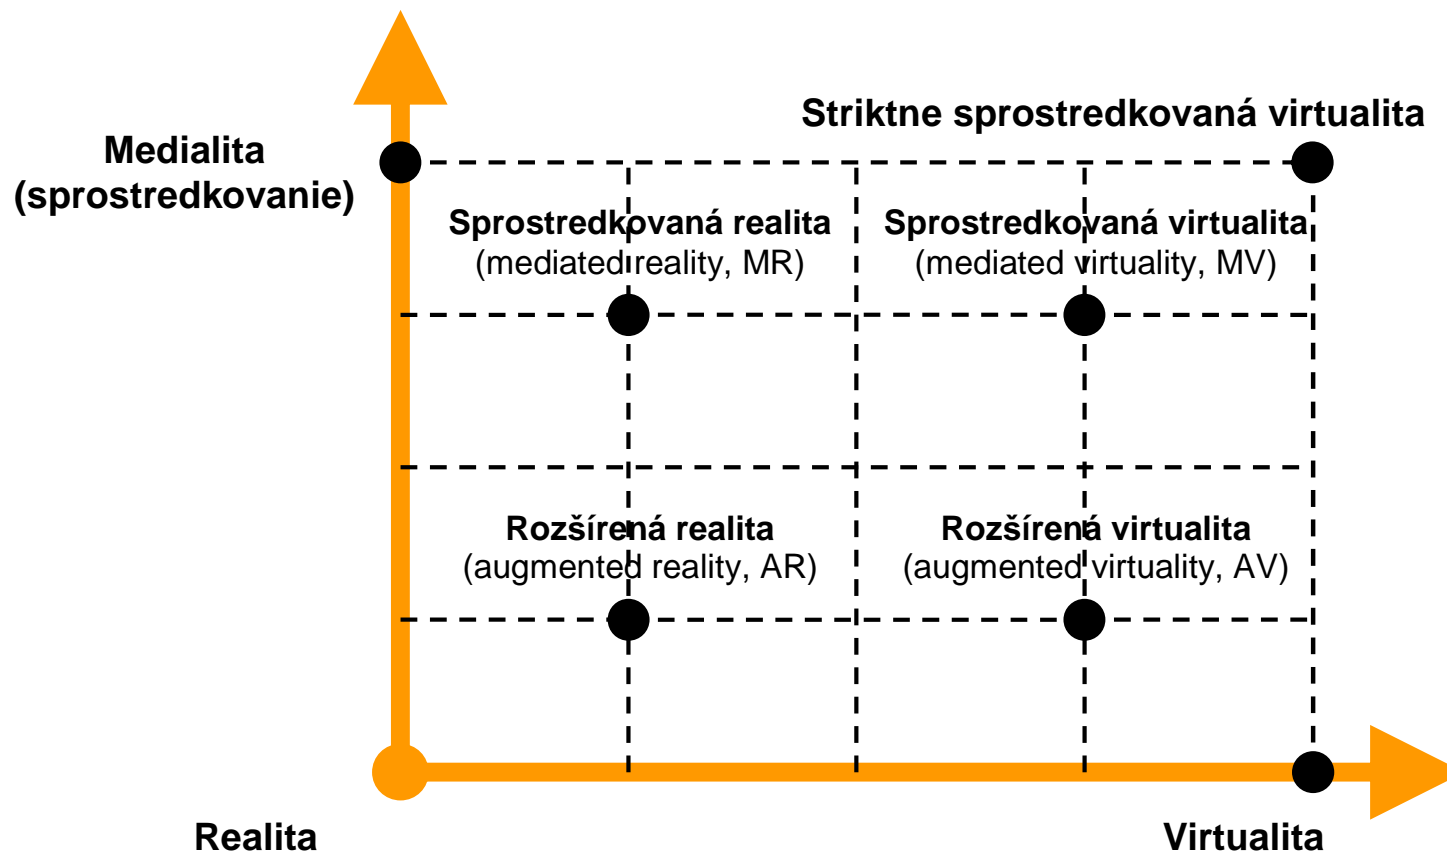 Striktne sprostredkovaná virtualita
Medialita
(sprostredkovanie)
Sprostredkovaná realita
(mediated reality, MR)
Sprostredkovaná virtualita
(mediated virtuality, MV)
Rozšírená realita
(augmented reality, AR)
Rozšírená virtualita
(augmented virtuality, AV)
Realita
Virtualita